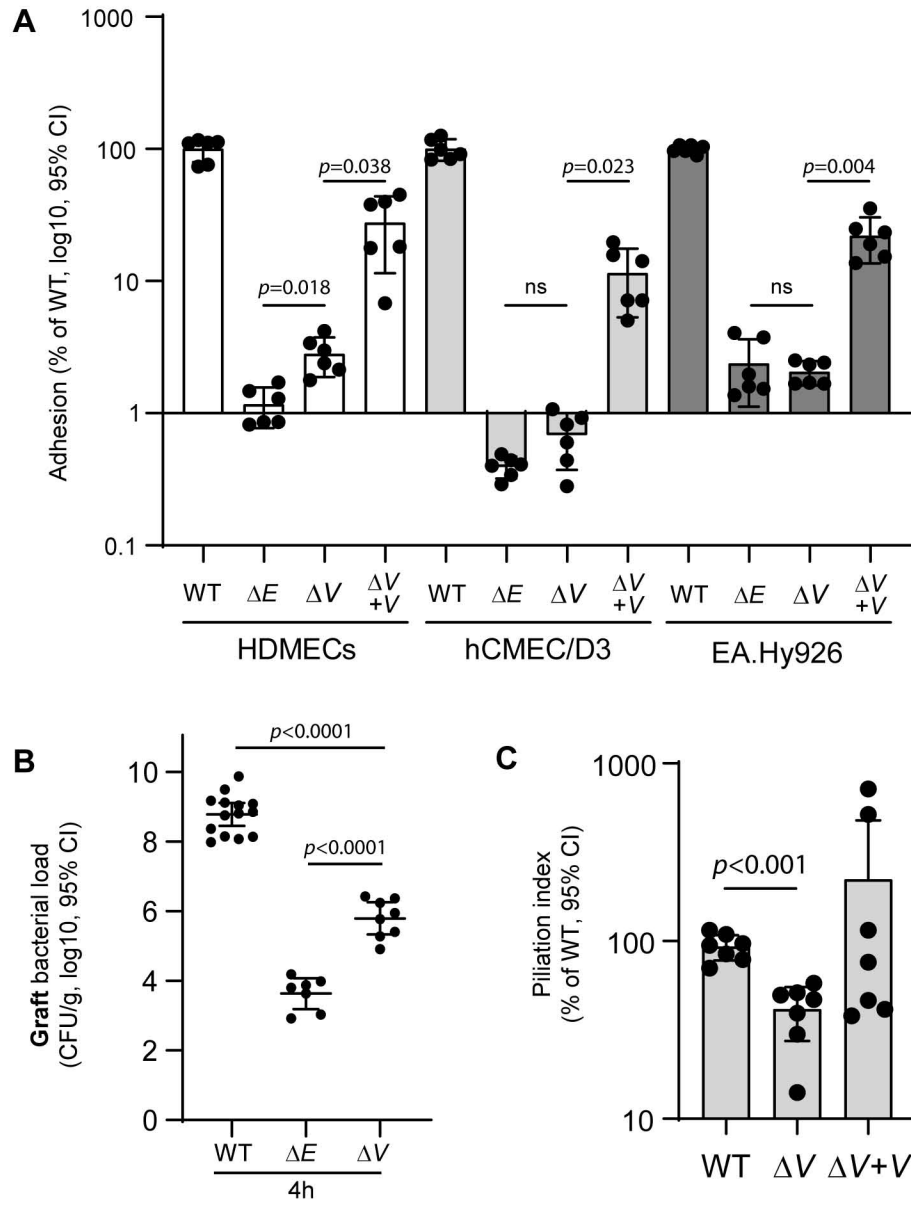 A
Adhesion (% of WT, log10, 95% CI)
1000
100
10
1
0.1
p=0.018
p=0.038
ns
p=0.023
ns
p=0.004
WT ΔE ΔV ΔV
+V
WT ΔE ΔV ΔV
+V
WT ΔE ΔV ΔV
+V
HDMECs hCMEC/D3 EA.Hy926
B
Graft bacterial load
(CFU/g, log10, 95% CI)
10
8
6
4
2
0
p<0.0001
p<0.0001
WT ΔE ΔV
4h
C
Piliation index
(% of WT, 95% CI)
1000
100
10
p<0.001
WT ΔV ΔV+V